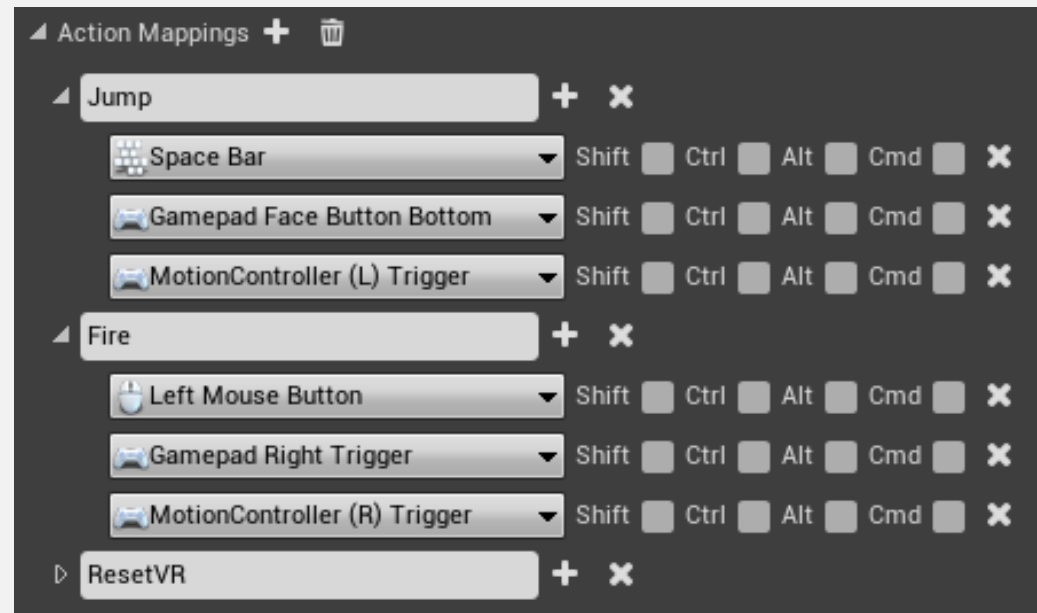 Action Mappings
Jump
Space Bar Shift Ctrl Alt Cmd
Gamepad Face Button Bottom Shift Ctrl Alt Cmd
MotionController (L) Trigger Shift Ctrl Alt Cmd
Fire
Left Mouse Button Shift Ctrl Alt Cmd
Gamepad Right Trigger Shift Ctrl Alt Cmd
MotionController (R) Trigger Shift Ctrl Alt Cmd
ResetVR